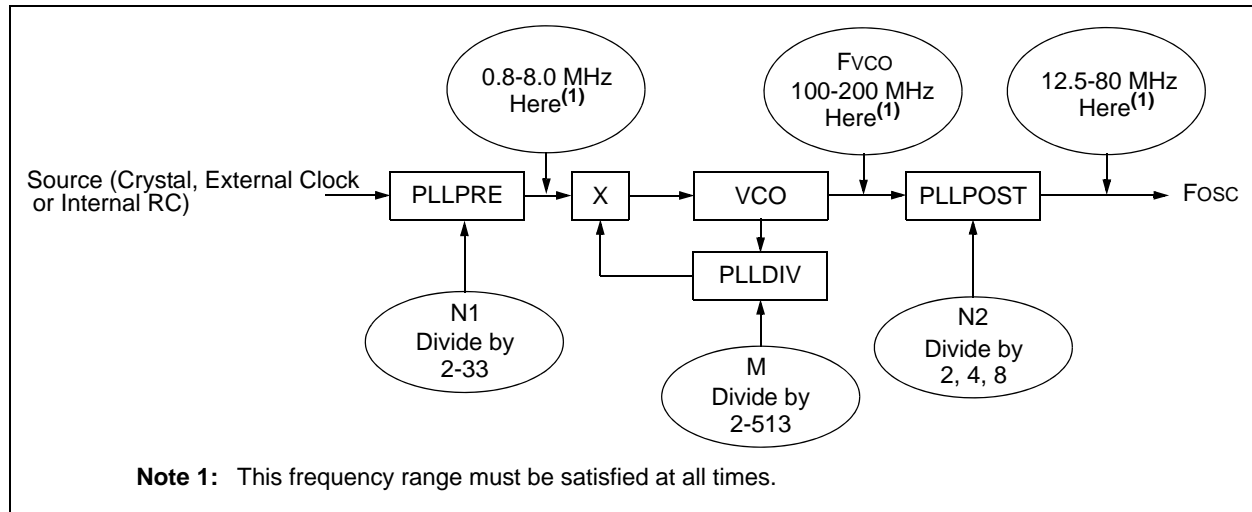 0.8-8.0 MHz
Here(1)
FVCO
100-200 MHz
Here(1)
12.5-80 MHz
Here(1)
Source (Crystal, External Clock
or Internal RC)
PLLPRE
X
VCO
PLLPOST
FOSC
PLLDIV
N1
Divide by
2-33
M
Divide by
2-513
N2
Divide by
2, 4, 8
Note 1: This frequency range must be satisfied at all times.